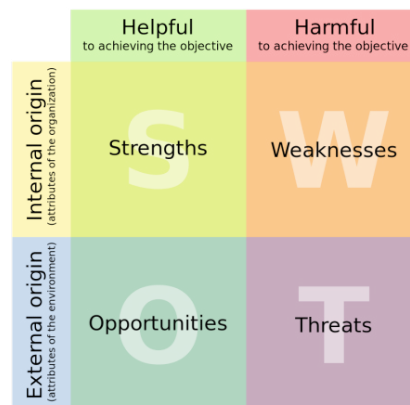 Helpful
to achieving the objective
Harmful
to achieving the objective
Internal origin
(attributes of the organization)
S
Strengths
W
Weaknesses
External origin
(attributes of the environment)
O
Opportunities
T
Threats